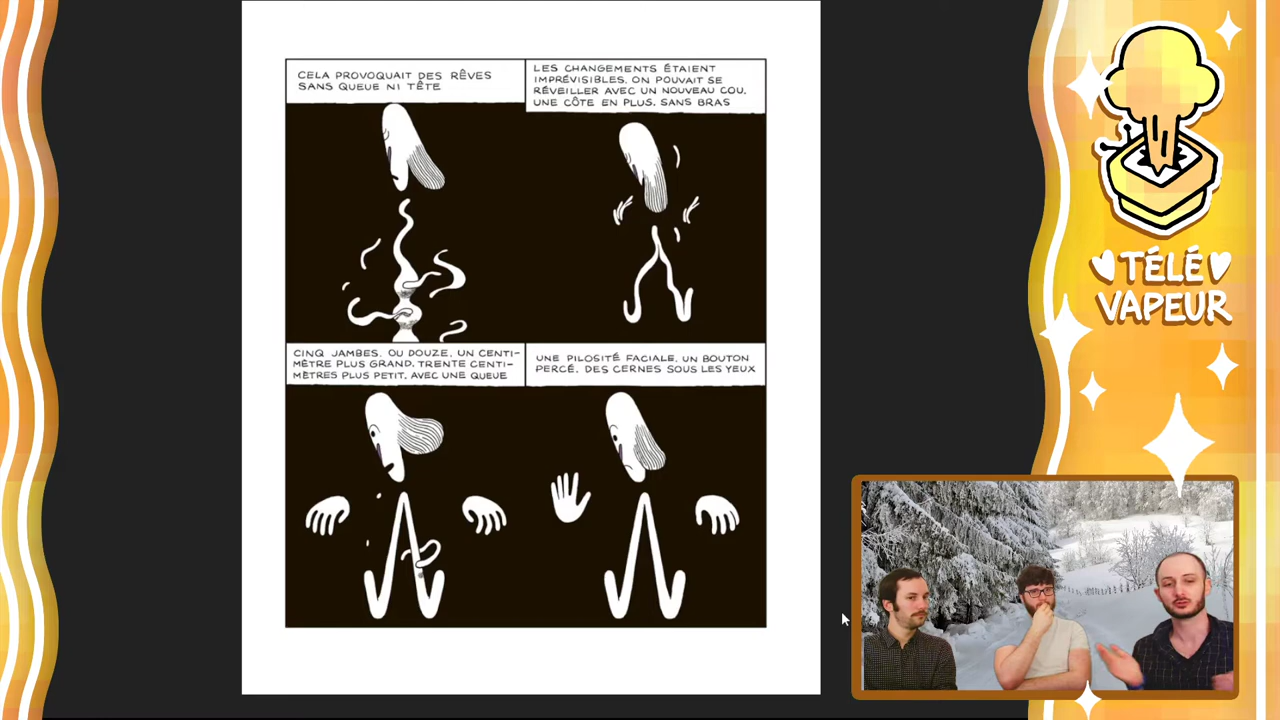 CELA PROVOQUAIT DES RÊVES
SANS QUEUE NI TÊTE
LES CHANGEMENTS ÉTAIENT
IMPRÉVISIBLES. ON POUVAIT SE
RÉVEILLER AVEC UN NOUVEAU COU,
UNE CÔTE EN PLUS, SANS BRAS
CINQ JAMBES, OU DOUZE, UN CENTI-
MÈTRE PLUS GRAND, TRENTE CENTI-
MÈTRES PLUS PETIT, AVEC UNE QUEUE
UNE PILOSITÉ FACIALE, UN BOUTON
PERCÉ, DES CERNES SOUS LES YEUX
TÉLÉ
VAPEUR